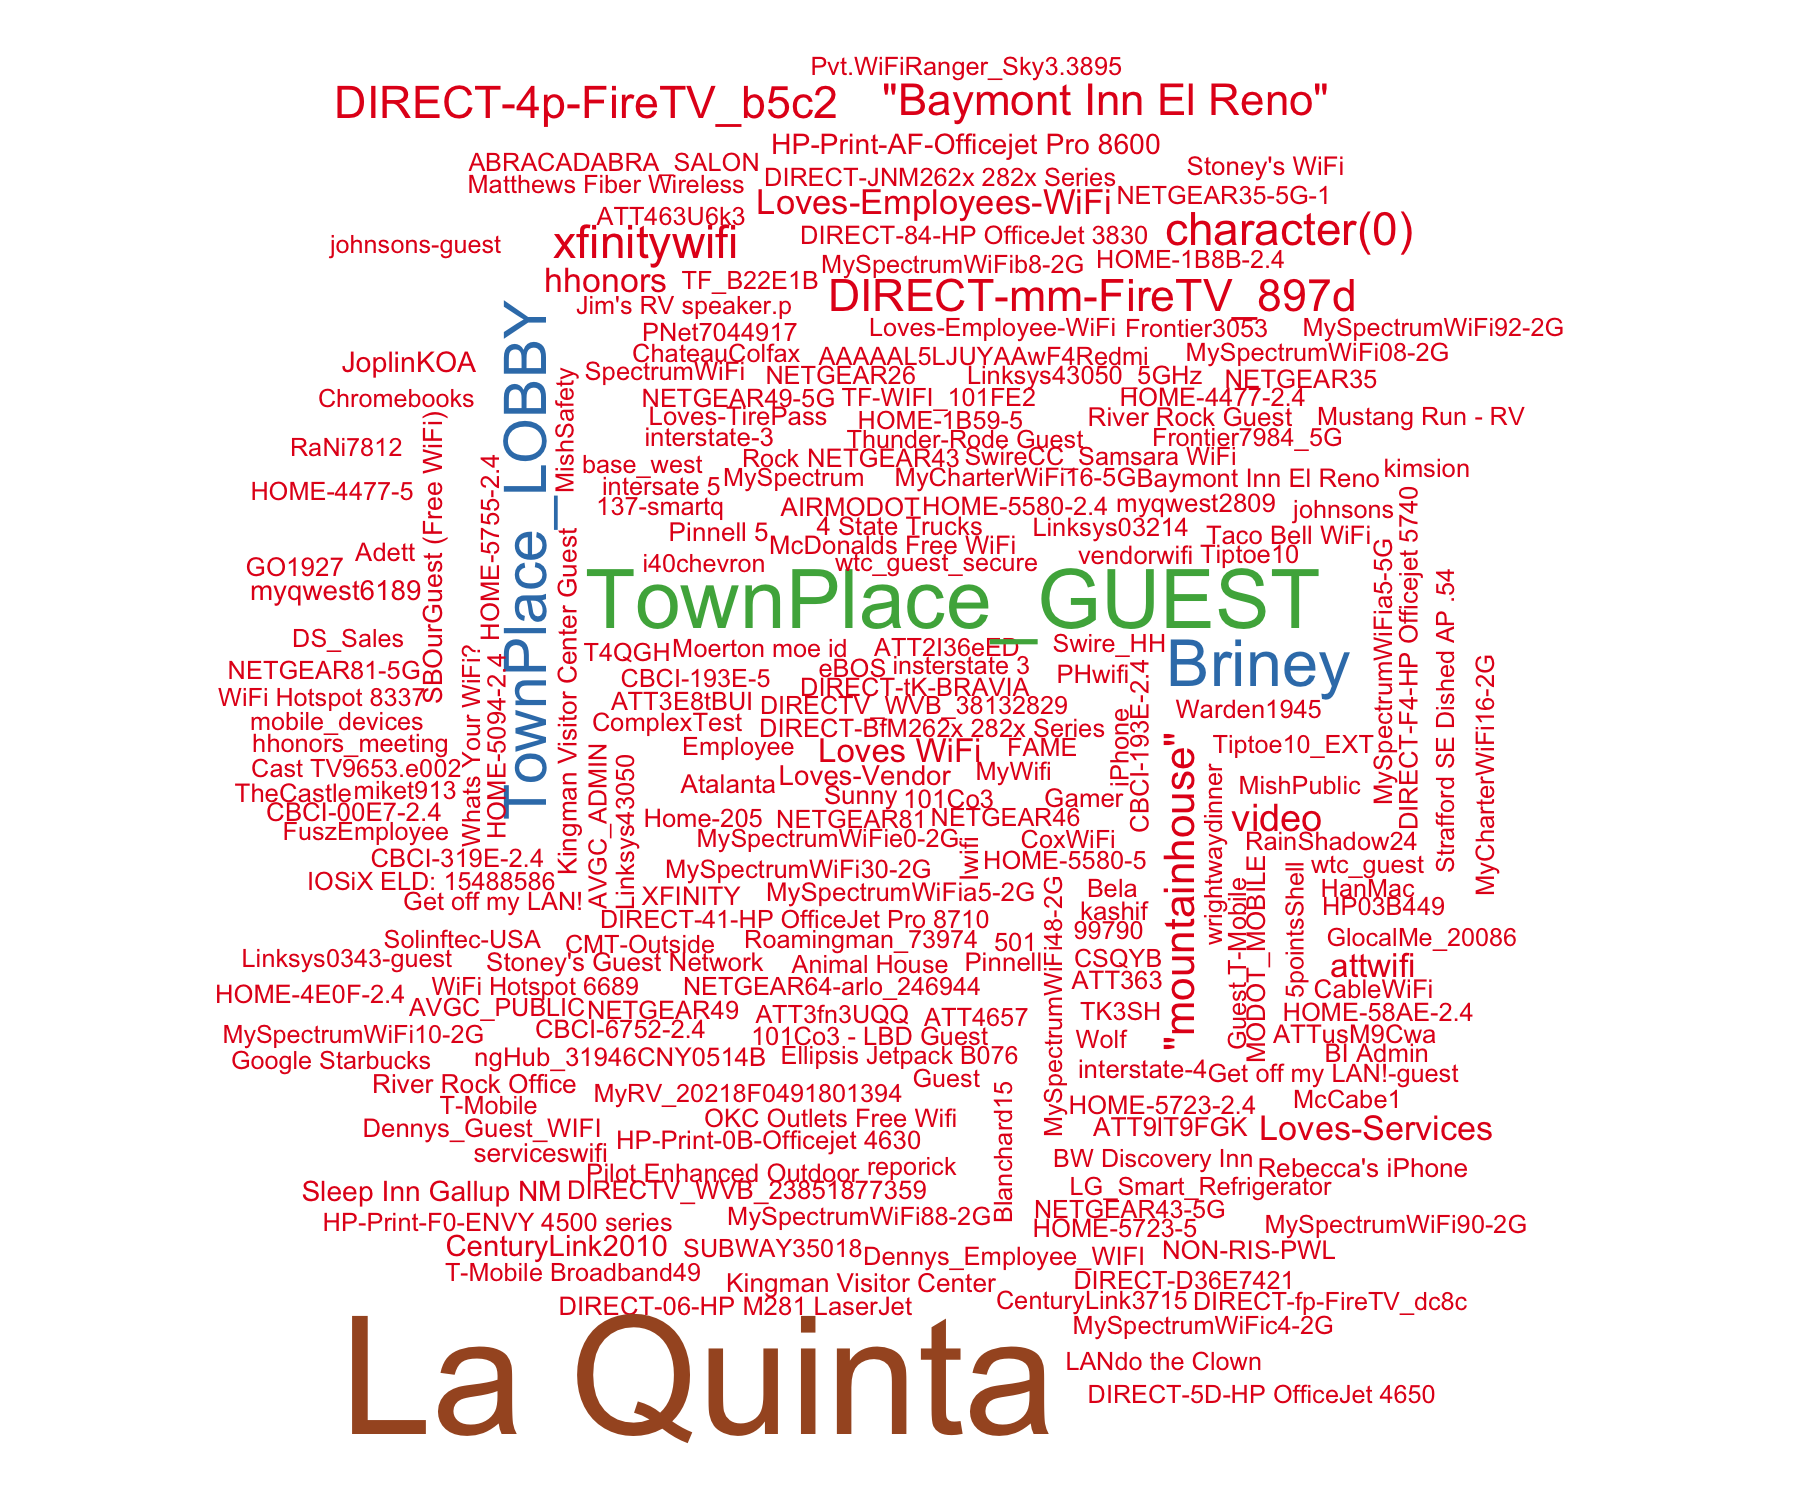 Pvt.WiFiRanger_Sky3.3895
DIRECT-4p-FireTV_b5c2
"Baymont Inn El Reno"
HP-Print-AF-Officejet Pro 8600
ABRACADABRA_SALON
Stoney's WiFi
Matthews Fiber Wireless
DIRECT-JNM262x 282x Series
Loves-Employees-WiFi
NETGEAR35-5G-1
ATT463U6k3
johnsons-guest
xfinitywifi
DIRECT-84-HP OfficeJet 3830
character(0)
MySpectrumWiFib8-2G
HOME-1B8B-2.4
hhonors
TF_B22E1B
DIRECT-mm-FireTV_897d
Jim's RV speaker.p
PNet7044917
Loves-Employee-WiFi
Frontier3053
MySpectrumWiFi92-2G
ChateauColfax
AAAAAL5LJUYAAwF4Redmi
MySpectrumWiFi08-2G
JoplinKOA
SpectrumWiFi
NETGEAR26
Linksys43050_5GHz
NETGEAR35
Chromebooks
NETGEAR49-5G
TF-WIFI_101FE2
HOME-4477-2.4
Loves-TirePass
HOME-1B59-5
River Rock Guest
Mustang Run - RV
RaNi7812
interstate-3
Thunder-Rode Guest
Frontier7984_5G
base_west
Rock
NETGEAR43
SwireCC_Samsara WiFi
kimsion
HOME-4477-5
intersate 5
MySpectrum
MyCharterWiFi16-5G
Baymont Inn El Reno
137-smartq
AIRMODOT
HOME-5580-2.4
myqwest2809
johnsons
Pinnell 5
4 State Trucks
Linksys03214
Taco Bell WiFi
Adett
McDonalds Free WiFi
vendorwifi
Tiptoe10
GO1927
i40chevron
wtc_guest_secure
myqwest6189
TownPlace_GUEST
TownPlace_LOBBY
MishSafety
SBOurGuest (Free WiFi)
HOME-5755-2.4
Kingman Visitor Center Guest
Whats Your WiFi?
HOME-5094-2.4
MySpectrumWiFia5-5G
DIRECT-F4-HP Officejet 5740
Strafford SE Dished AP .54
MyCharterWiFi16-2G
DS_Sales
T4QGH
Moerton moe id
ATT2I36eED
Swire_HH
Briney
NETGEAR81-5G
CBCI-193E-5
eBOS
insterstate 3
PHwifi
WiFi Hotspot 8337
ATT3E8tBUI
DIRECT-tK-BRAVIA
DIRECTV_WVB_38132829
Warden1945
mobile_devices
ComplexTest
DIRECT-BfM262x 282x Series
hhonors_meeting
Employee
Loves WiFi
FAME
Tiptoe10_EXT
Cast TV9653.e002
Loves-Vendor
MyWifi
iPhone
CBCI-193E-2.4
TheCastle
miket913
Atalanta
Sunny
101Co3
Gamer
MishPublic
CBCI-00E7-2.4
Home-205
NETGEAR81
NETGEAR46
video
FuszEmployee
MySpectrumWiFie0-2G
CoxWiFi
RainShadow24
AVGC_ADMIN
Linksys43050
lwifi
"mountainhouse"
wrightwaydinner
CBCI-319E-2.4
MySpectrumWiFi30-2G
HOME-5580-5
wtc_guest
IOSiX ELD: 15488586
XFINITY
MySpectrumWiFia5-2G
Bela
HanMac
Get off my LAN!
kashif
HP03B449
DIRECT-41-HP OfficeJet Pro 8710
99790
Solinftec-USA
CMT-Outside
Roamingman_73974
501
GlocalMe_20086
Linksys0343-guest
Stoney's Guest Network
Animal House
Pinnell
CSQYB
attwifi
MySpectrumWiFi48-2G
Guest_T-Mobile
MODOT_MOBILE
5pointsShell
HOME-4E0F-2.4
WiFi Hotspot 6689
NETGEAR64-arlo_246944
ATT363
CableWiFi
AVGC_PUBLIC
NETGEAR49
ATT3fn3UQQ
ATT4657
TK3SH
HOME-58AE-2.4
MySpectrumWiFi10-2G
CBCI-6752-2.4
101Co3 - LBD Guest
Wolf
ATTusM9Cwa
Google Starbucks
ngHub_31946CNY0514B
Ellipsis Jetpack B076
BI Admin
River Rock Office
Guest
interstate-4
Get off my LAN!-guest
MyRV_20218F0491801394
Blanchard15
T-Mobile
OKC Outlets Free Wifi
HOME-5723-2.4
McCabe1
Dennys_Guest_WIFI
HP-Print-0B-Officejet 4630
ATT9IT9FGK
Loves-Services
serviceswifi
Pilot Enhanced Outdoor
reporick
BW Discovery Inn
Rebecca's iPhone
Sleep Inn Gallup NM
DIRECTV_WVB_23851877359
LG_Smart_Refrigerator
HP-Print-F0-ENVY 4500 series
MySpectrumWiFi88-2G
NETGEAR43-5G
HOME-5723-5
MySpectrumWiFi90-2G
CenturyLink2010
SUBWAY35018
Dennys_Employee_WIFI
NON-RIS-PWL
T-Mobile Broadband49
Kingman Visitor Center
DIRECT-D36E7421
DIRECT-06-HP M281 LaserJet
CenturyLink3715
DIRECT-fp-FireTV_dc8c
MySpectrumWiFic4-2G
La Quinta
LANdo the Clown
DIRECT-5D-HP OfficeJet 4650